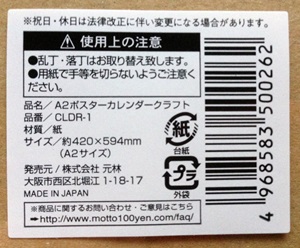 ※祝日・休日は法律改正に伴い変更になる場合があります。
⚠使用上の注意
●乱丁・落丁はお取り替え致します。
●用紙で手等を切らないようご注意ください。
品名/A2ポスターカレンダークラフト
品番/CLDR-1
材質/紙
サイズ/約420×594mm
(A2サイズ)
発売元/株式会社 元林
大阪市西区北堀江 1-18-17
MADE IN JAPAN
紙
台紙
プラ
外袋
※商品に関するお問い合わせ・ご意見はこちら
➡http://www.motto100yen.com/faq/
4 968583 500262